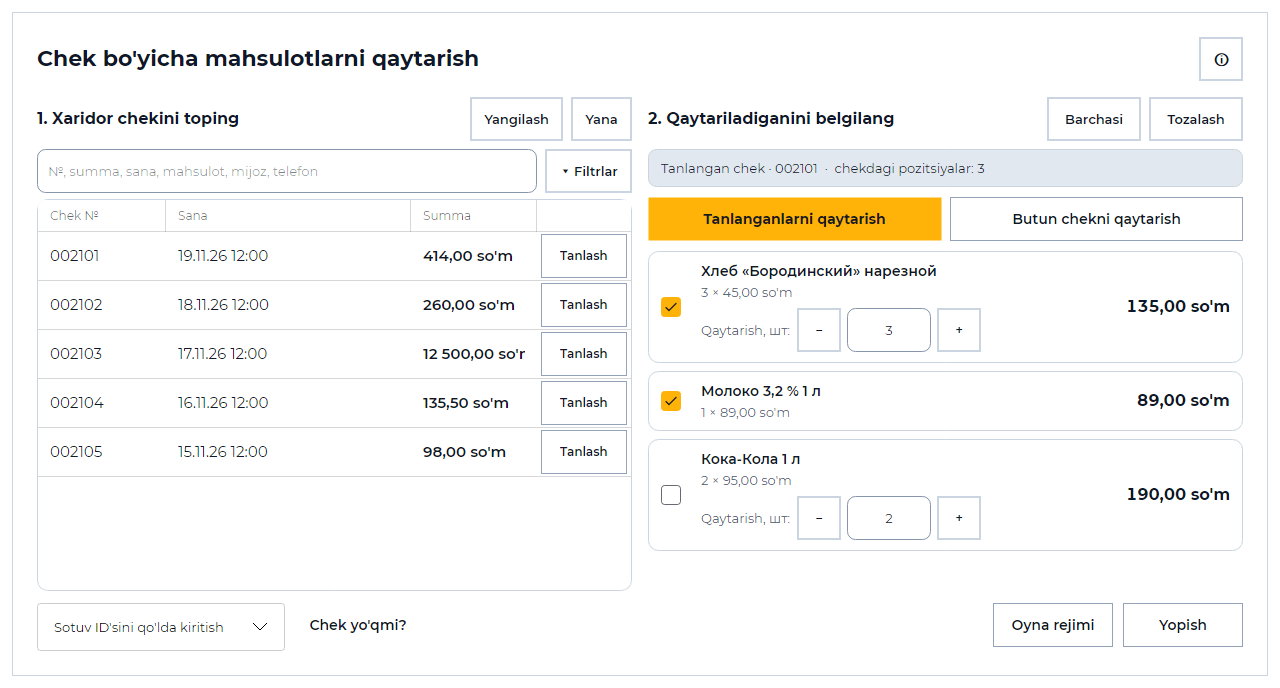 Chek bo'yicha mahsulotlarni qaytarish
1. Xaridor chekini toping
Yangilash
Yana
№, summa, sana, mahsulot, mijoz, telefon
Filtrlar
Chek № Sana Summa
002101 19.11.26 12:00 414,00 so'm Tanlash
002102 18.11.26 12:00 260,00 so'm Tanlash
002103 17.11.26 12:00 12 500,00 so'r Tanlash
002104 16.11.26 12:00 135,50 so'm Tanlash
002105 15.11.26 12:00 98,00 so'm Tanlash
Sotuv ID'sini qo'lda kiritish
Chek yo'qmi?
2. Qaytariladiganini belgilang
Barchasi
Tozalash
Tanlangan chek · 002101 · chekdagi pozitsiyalar: 3
Tanlanganlarni qaytarish
Butun chekni qaytarish
Хлеб «Бородинский» нарезной
3 × 45,00 so'm
135,00 so'm
Qaytarish, шт: − 3 +
Молоко 3,2 % 1 л
1 × 89,00 so'm
89,00 so'm
Кока-Кола 1 л
2 × 95,00 so'm
190,00 so'm
Qaytarish, шт: − 2 +
Oyna rejimi
Yopish